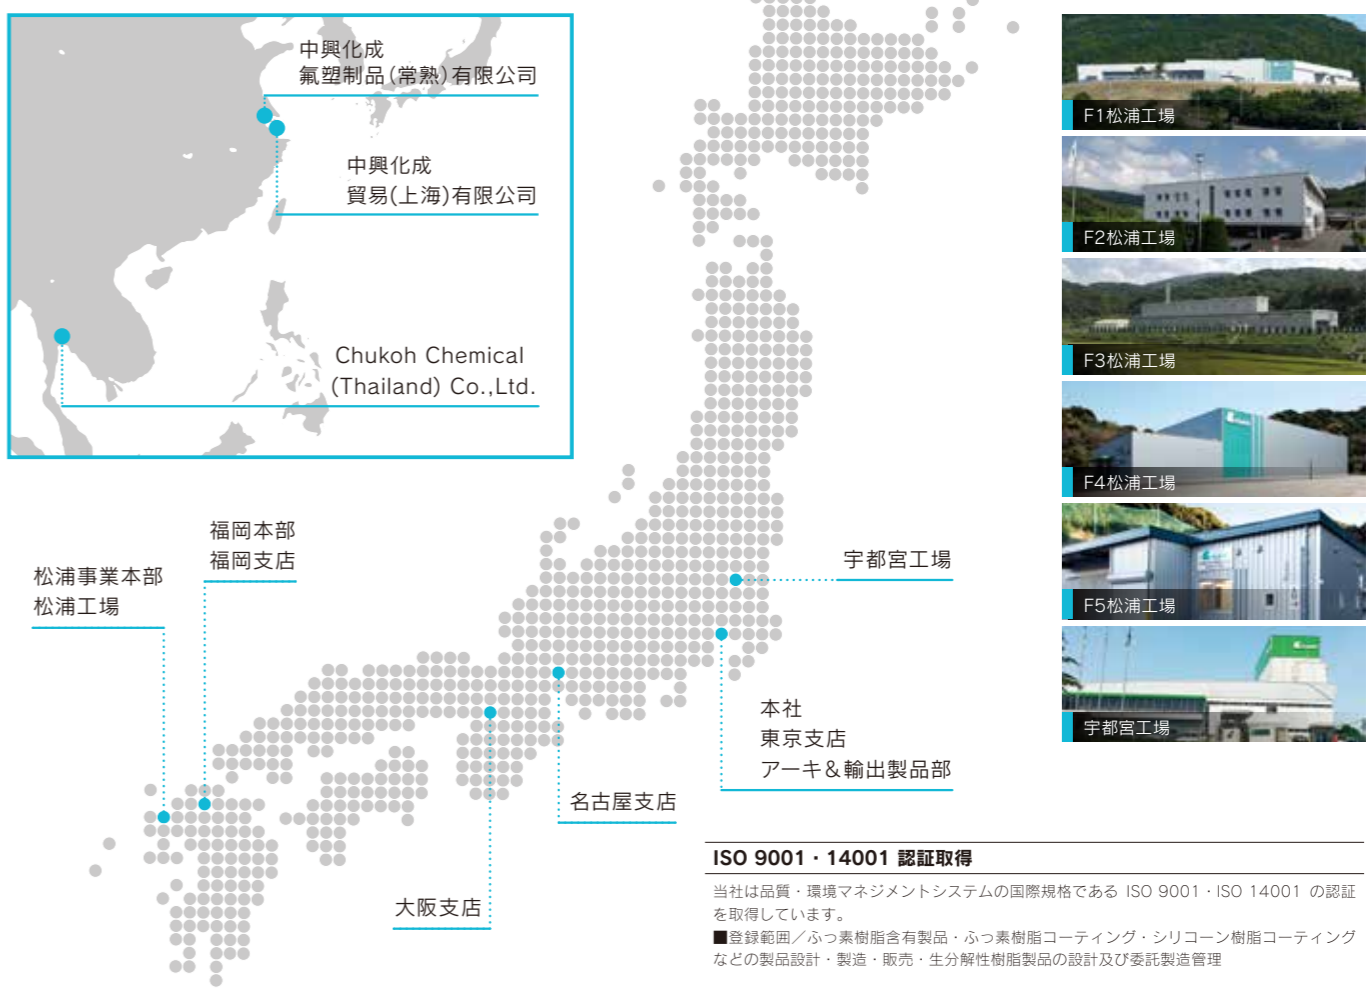 中興化成
氟塑制品(常熟)有限公司
中興化成
貿易(上海)有限公司
Chukoh Chemical
(Thailand) Co.,Ltd.
福岡本部
福岡支店
松浦事業本部
松浦工場
宇都宮工場
本社
東京支店
アーキ&輸出製品部
名古屋支店
大阪支店
F1松浦工場
F2松浦工場
F3松浦工場
F4松浦工場
F5松浦工場
宇都宮工場
ISO 9001・14001 認証取得
当社は品質・環境マネジメントシステムの国際規格である ISO 9001・ISO 14001 の認証
を取得しています。
■登録範囲／ふっ素樹脂含有製品・ふっ素樹脂コーティング・シリコーン樹脂コーティング
などの製品設計・製造・販売・生分解性樹脂製品の設計及び委託製造管理